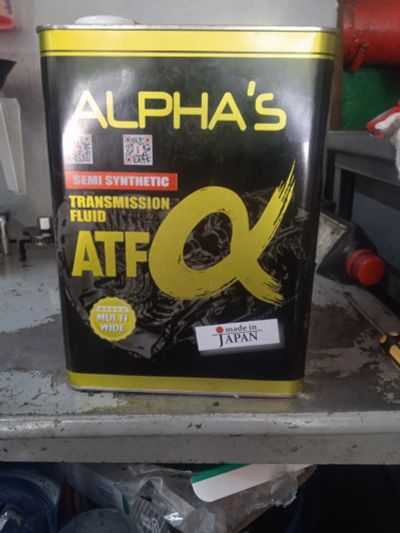 ALPHA'S
SEMI SYNTHETIC
TRANSMISSION
FLUID
ATF α
MULTI
WIDE
made in
JAPAN